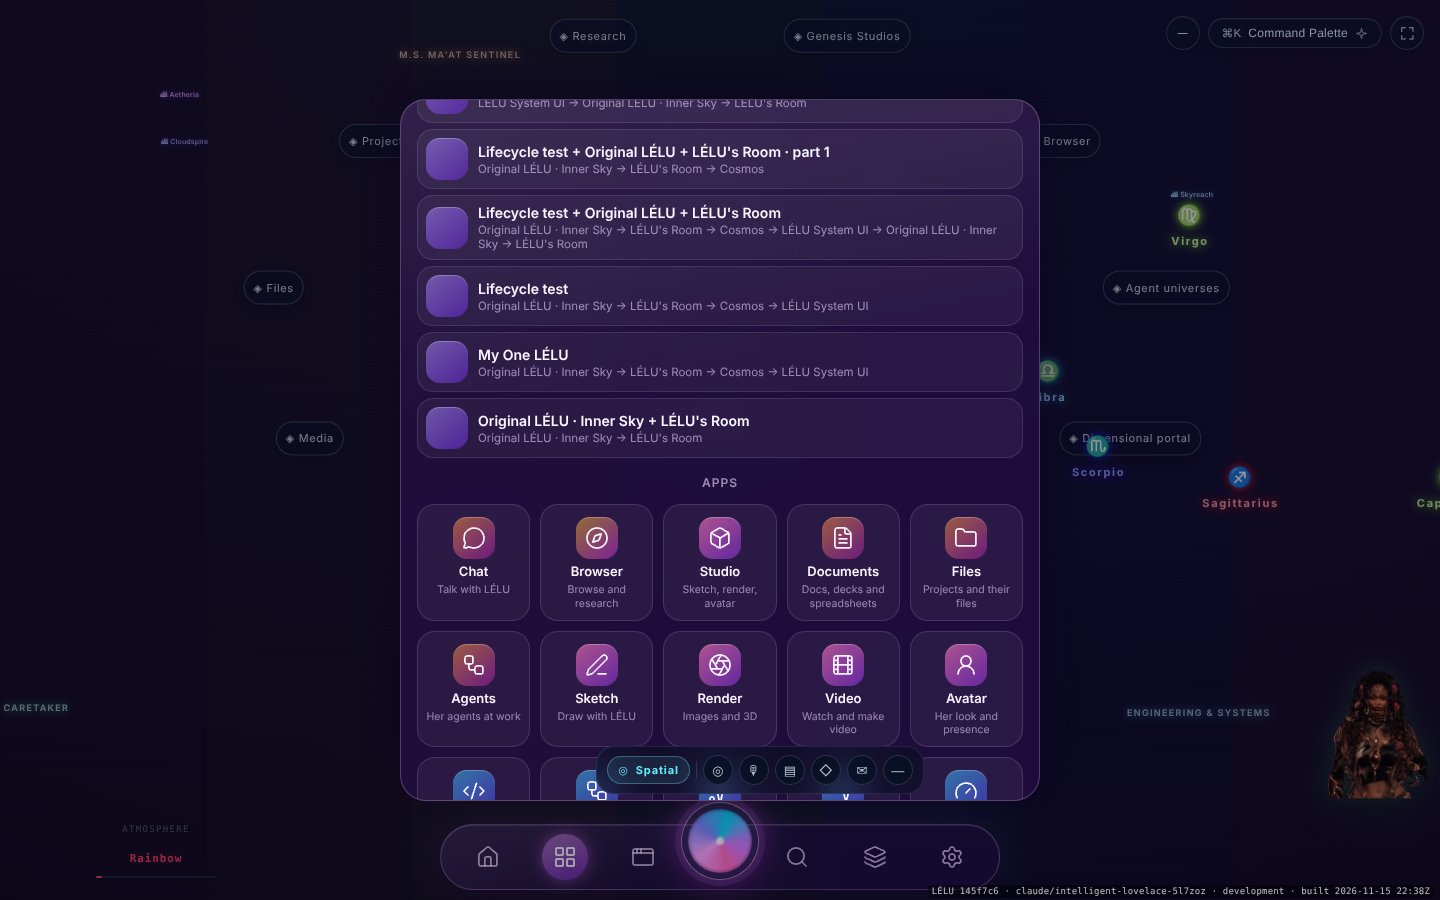 Research
Genesis Studios
⌘K Command Palette
M.S. MA'AT SENTINEL
Aetheria
LÉLU System UI → Original LÉLU · Inner Sky → LÉLU's Room
Cloudspire
Project
Browser
Lifecycle test + Original LÉLU + LÉLU's Room · part 1
Original LÉLU · Inner Sky → LÉLU's Room → Cosmos
Skyreach
Virgo
Lifecycle test + Original LÉLU + LÉLU's Room
Original LÉLU · Inner Sky → LÉLU's Room → Cosmos → LÉLU System UI → Original LÉLU · Inner
Sky → LÉLU's Room
Files
Agent universes
Lifecycle test
Original LÉLU · Inner Sky → LÉLU's Room → Cosmos → LÉLU System UI
My One LÉLU
Original LÉLU · Inner Sky → LÉLU's Room → Cosmos → LÉLU System UI
ibra
Original LÉLU · Inner Sky + LÉLU's Room
Original LÉLU · Inner Sky → LÉLU's Room
Media
Dimensional portal
Scorpio
Sagittarius
Cap
APPS
Chat
Talk with LÉLU
Browser
Browse and
research
Studio
Sketch, render,
avatar
Documents
Docs, decks and
spreadsheets
Files
Projects and their
files
Agents
Her agents at work
Sketch
Draw with LÉLU
Render
Images and 3D
Video
Watch and make
video
Avatar
Her look and
presence
CARETAKER
ENGINEERING & SYSTEMS
Spatial
ATMOSPHERE
Rainbow
LÉLU 145f7c6 · claude/intelligent-lovelace-5l7zoz · development · built 2026-11-15 22:38Z